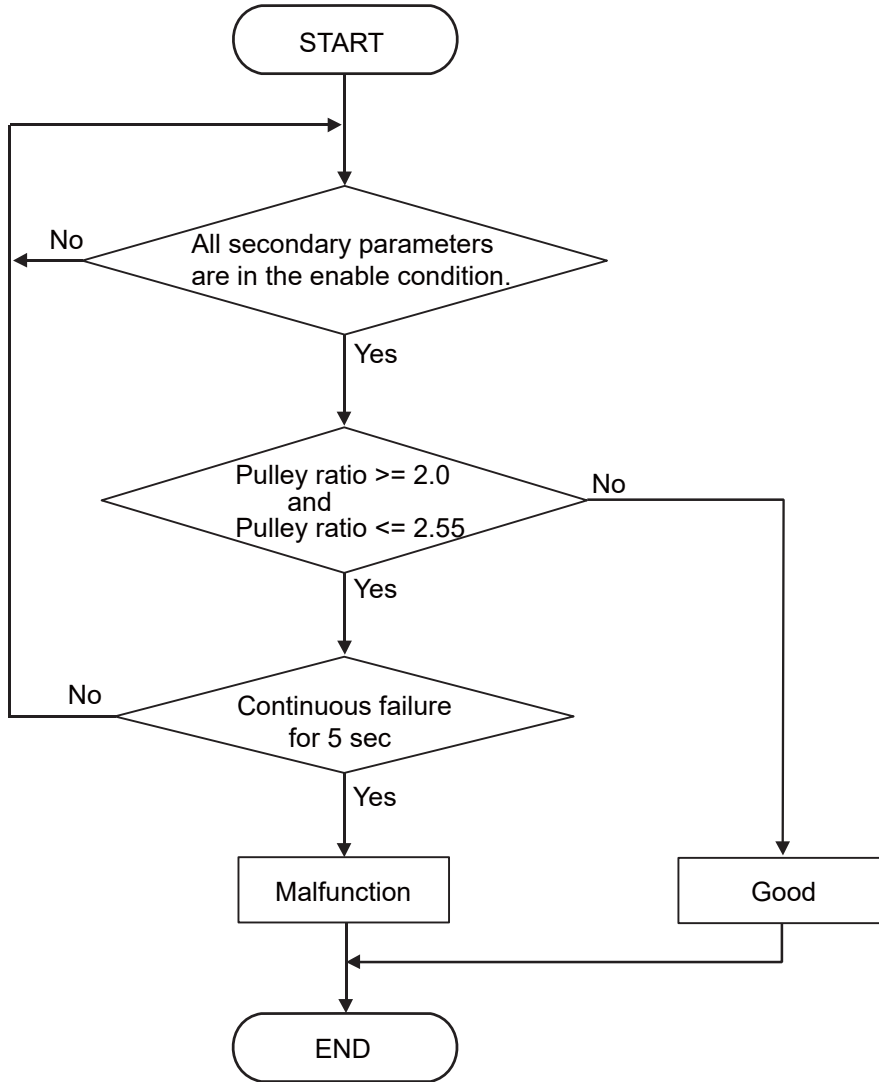 START
No
All secondary parameters
are in the enable condition.
Yes
Pulley ratio >= 2.0
and
Pulley ratio <= 2.55
No
Yes
No
Continuous failure
for 5 sec
Yes
Malfunction
Good
END